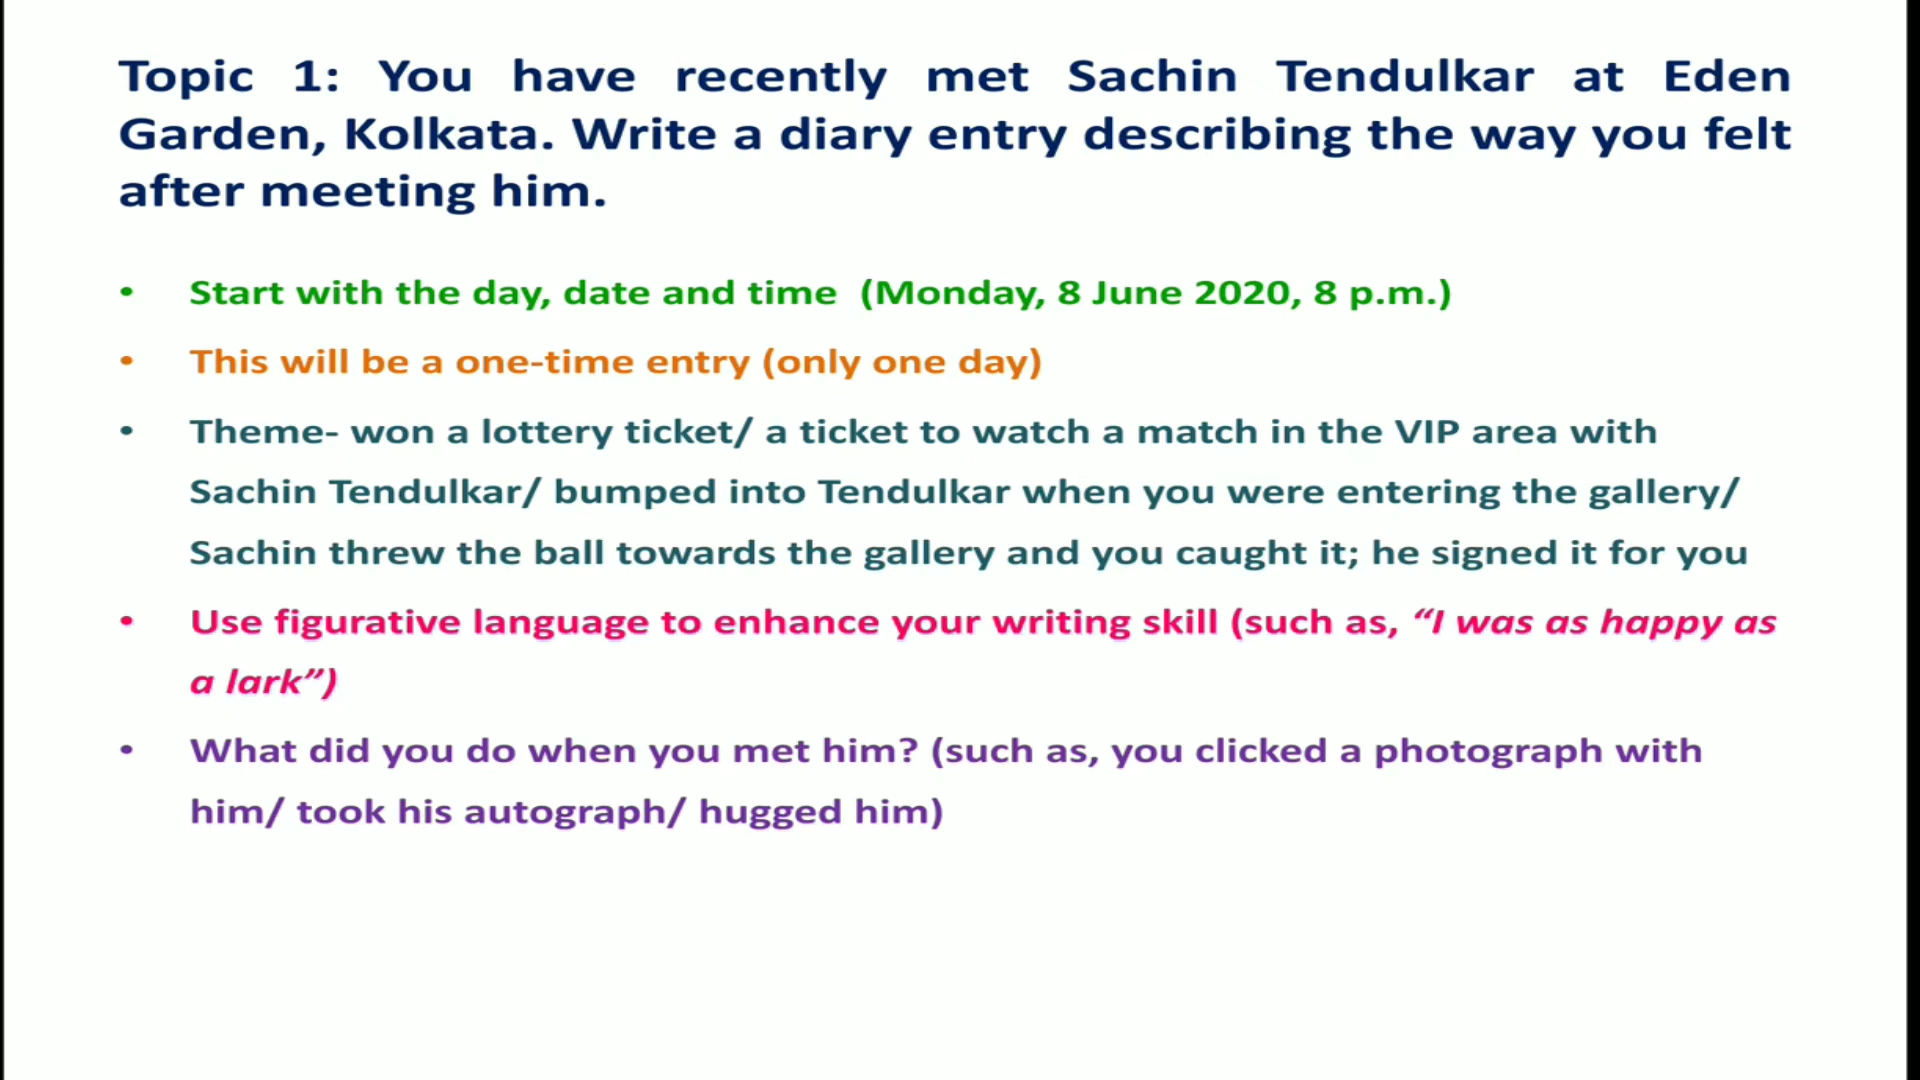 Topic 1: You have recently met Sachin Tendulkar at Eden
Garden, Kolkata. Write a diary entry describing the way you felt
after meeting him.
• Start with the day, date and time (Monday, 8 June 2020, 8 p.m.)
• This will be a one-time entry (only one day)
• Theme- won a lottery ticket/ a ticket to watch a match in the VIP area with
Sachin Tendulkar/ bumped into Tendulkar when you were entering the gallery/
Sachin threw the ball towards the gallery and you caught it; he signed it for you
• Use figurative language to enhance your writing skill (such as, “I was as happy as
a lark”)
• What did you do when you met him? (such as, you clicked a photograph with
him/ took his autograph/ hugged him)